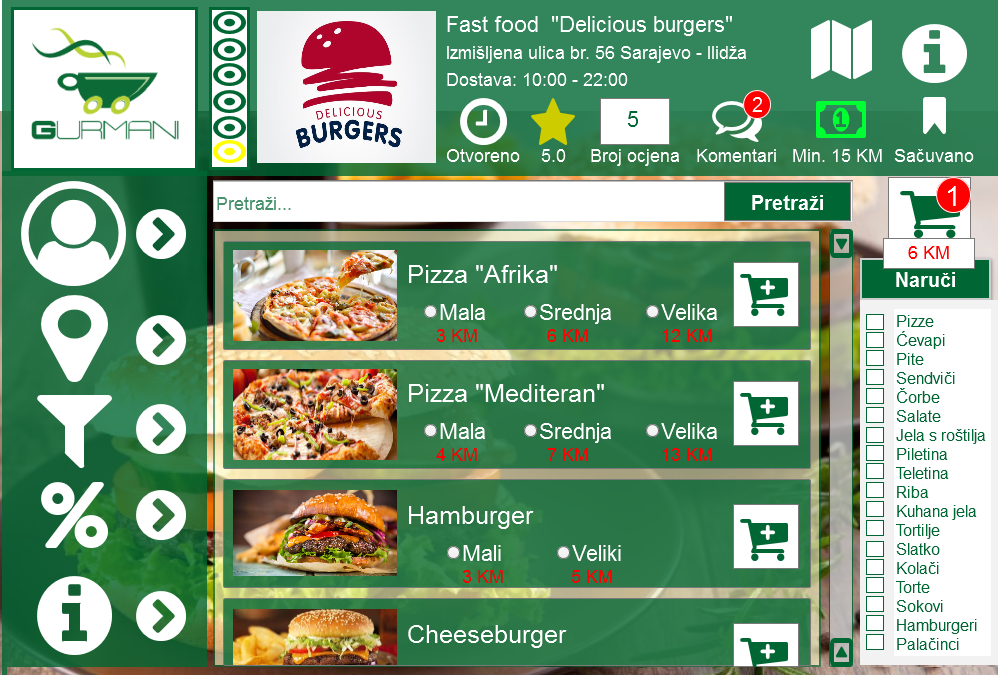 GURMANI
DELICIOUS
BURGERS
Fast food "Delicious burgers"
Izmišljena ulica br. 56 Sarajevo - Ilidža
Dostava: 10:00 - 22:00
5
2
1
Otvoreno
5.0
Broj ocjena
Komentari
Min. 15 KM
Sačuvano
Pretraži...
Pretraži
1
6 KM
Naruči
Pizza "Afrika"
Mala Srednja Velika
3 KM 6 KM 12 KM
Pizza "Mediteran"
Mala Srednja Velika
4 KM 7 KM 13 KM
Hamburger
Mali Veliki
3 KM 5 KM
Cheeseburger
Pizze
Ćevapi
Pite
Sendviči
Čorbe
Salate
Jela s roštilja
Piletina
Teletina
Riba
Kuhana jela
Tortilje
Slatko
Kolači
Torte
Sokovi
Hamburgeri
Palačinci